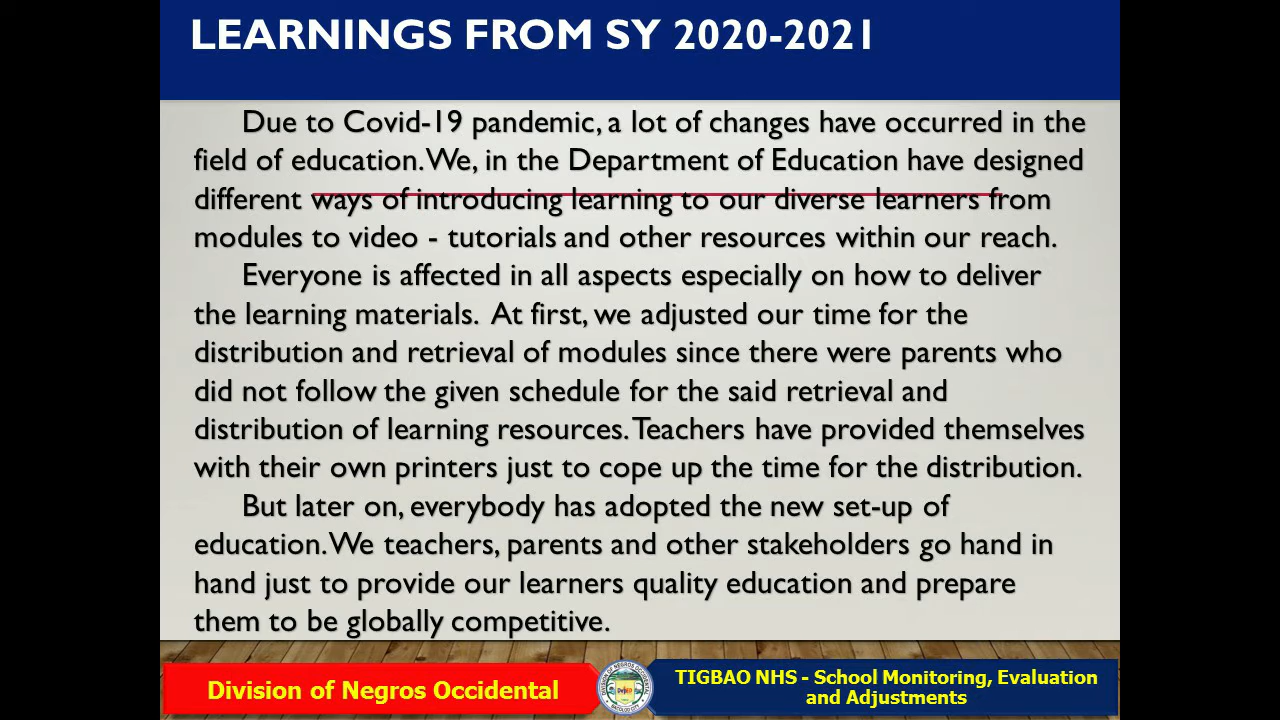 LEARNINGS FROM SY 2020-2021
Due to Covid-19 pandemic, a lot of changes have occurred in the
field of education. We, in the Department of Education have designed
different ways of introducing learning to our diverse learners from
modules to video - tutorials and other resources within our reach.
Everyone is affected in all aspects especially on how to deliver
the learning materials. At first, we adjusted our time for the
distribution and retrieval of modules since there were parents who
did not follow the given schedule for the said retrieval and
distribution of learning resources. Teachers have provided themselves
with their own printers just to cope up the time for the distribution.
But later on, everybody has adopted the new set-up of
education. We teachers, parents and other stakeholders go hand in
hand just to provide our learners quality education and prepare
them to be globally competitive.
Division of Negros Occidental
DIVISION OF NEGROS OCCIDENTAL
DepED
BACOLOD CITY
TIGBAO NHS - School Monitoring, Evaluation
and Adjustments